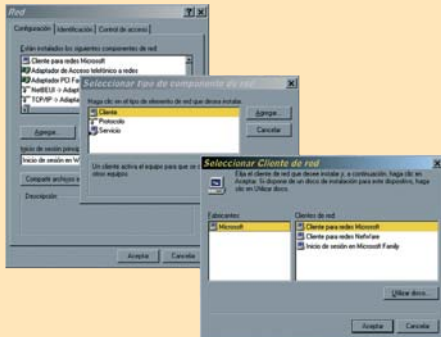 Red
Configuración Identificación Control de acceso
Están instalados los siguientes componentes de red:
Cliente para redes Microsoft
Adaptador de Acceso telefónico a redes
Adaptador PCI Fa
NetBEUI -> Adapta
TCP/IP -> Adapta
Agregar...
Inicio de sesión princip
Inicio de sesión en W
Compartir archivos e
Descripción
Aceptar Cancelar
Seleccionar tipo de componente de red
Haga clic en el tipo de elemento de red que desea instalar:
Cliente
Protocolo
Servicio
Agregar...
Cancelar
Un cliente activa el equipo para que se
otros equipos.
Seleccionar Cliente de red
Elija el cliente de red que desee instalar y, a continuación, haga clic en
Aceptar. Si dispone de un disco de instalación para este dispositivo, haga
clic en Utilizar disco.
Fabricantes:
Microsoft
Clientes de red:
Cliente para redes Microsoft
Cliente para redes NetWare
Inicio de sesión en Microsoft Family
Utilizar disco...
Aceptar Cancelar